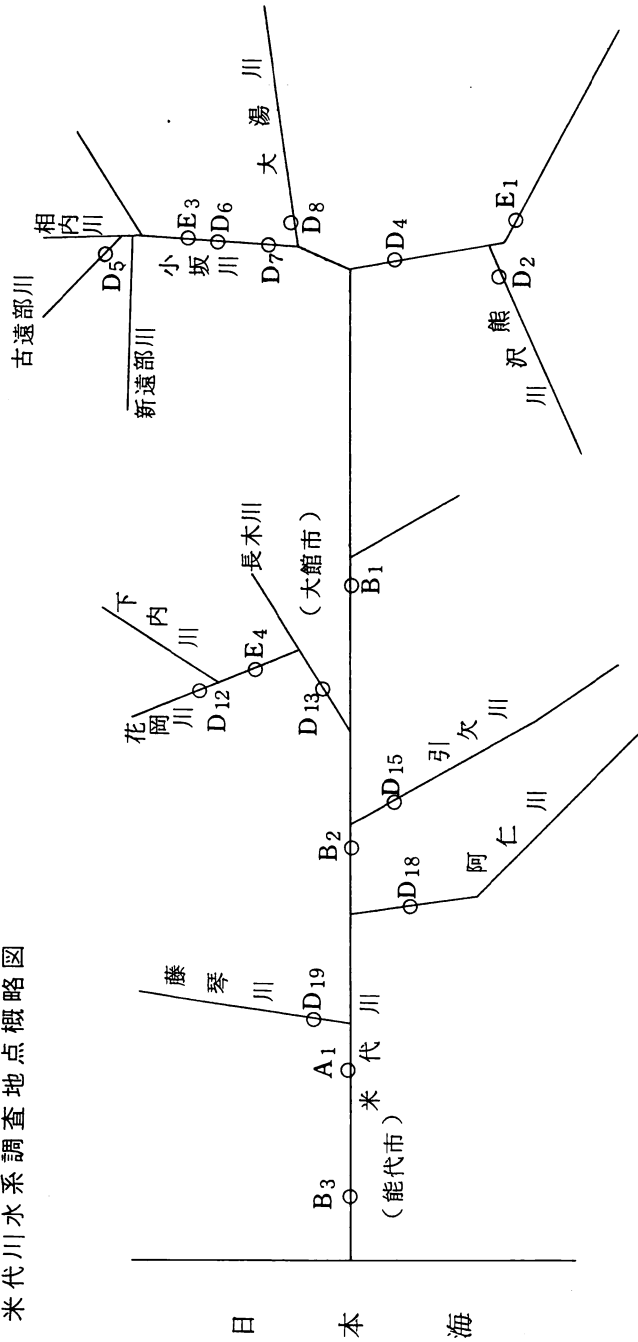 米代川水系調査地点概略図
相内川
古遠部川
新遠部川
小坂川
大湯川
熊沢川
長木川
(大館市)
下内川
花岡川
引欠川
阿仁川
藤琴川
米代川
(能代市)
日本海
D5
E3
D6
D7
D8
D4
E1
D2
B1
D12
E4
D13
D15
B2
D18
D19
A1
B3